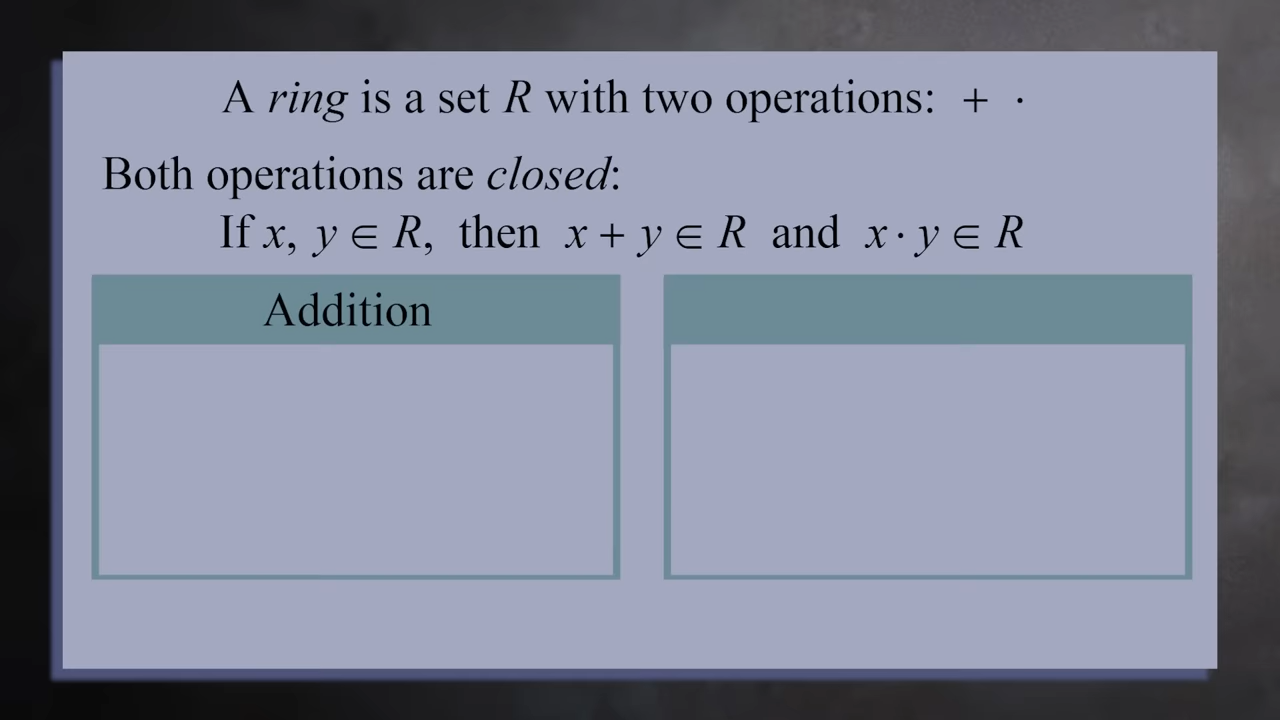 A ring is a set R with two operations: + ·
Both operations are closed:
If x, y ∈ R, then x + y ∈ R and x · y ∈ R
Addition